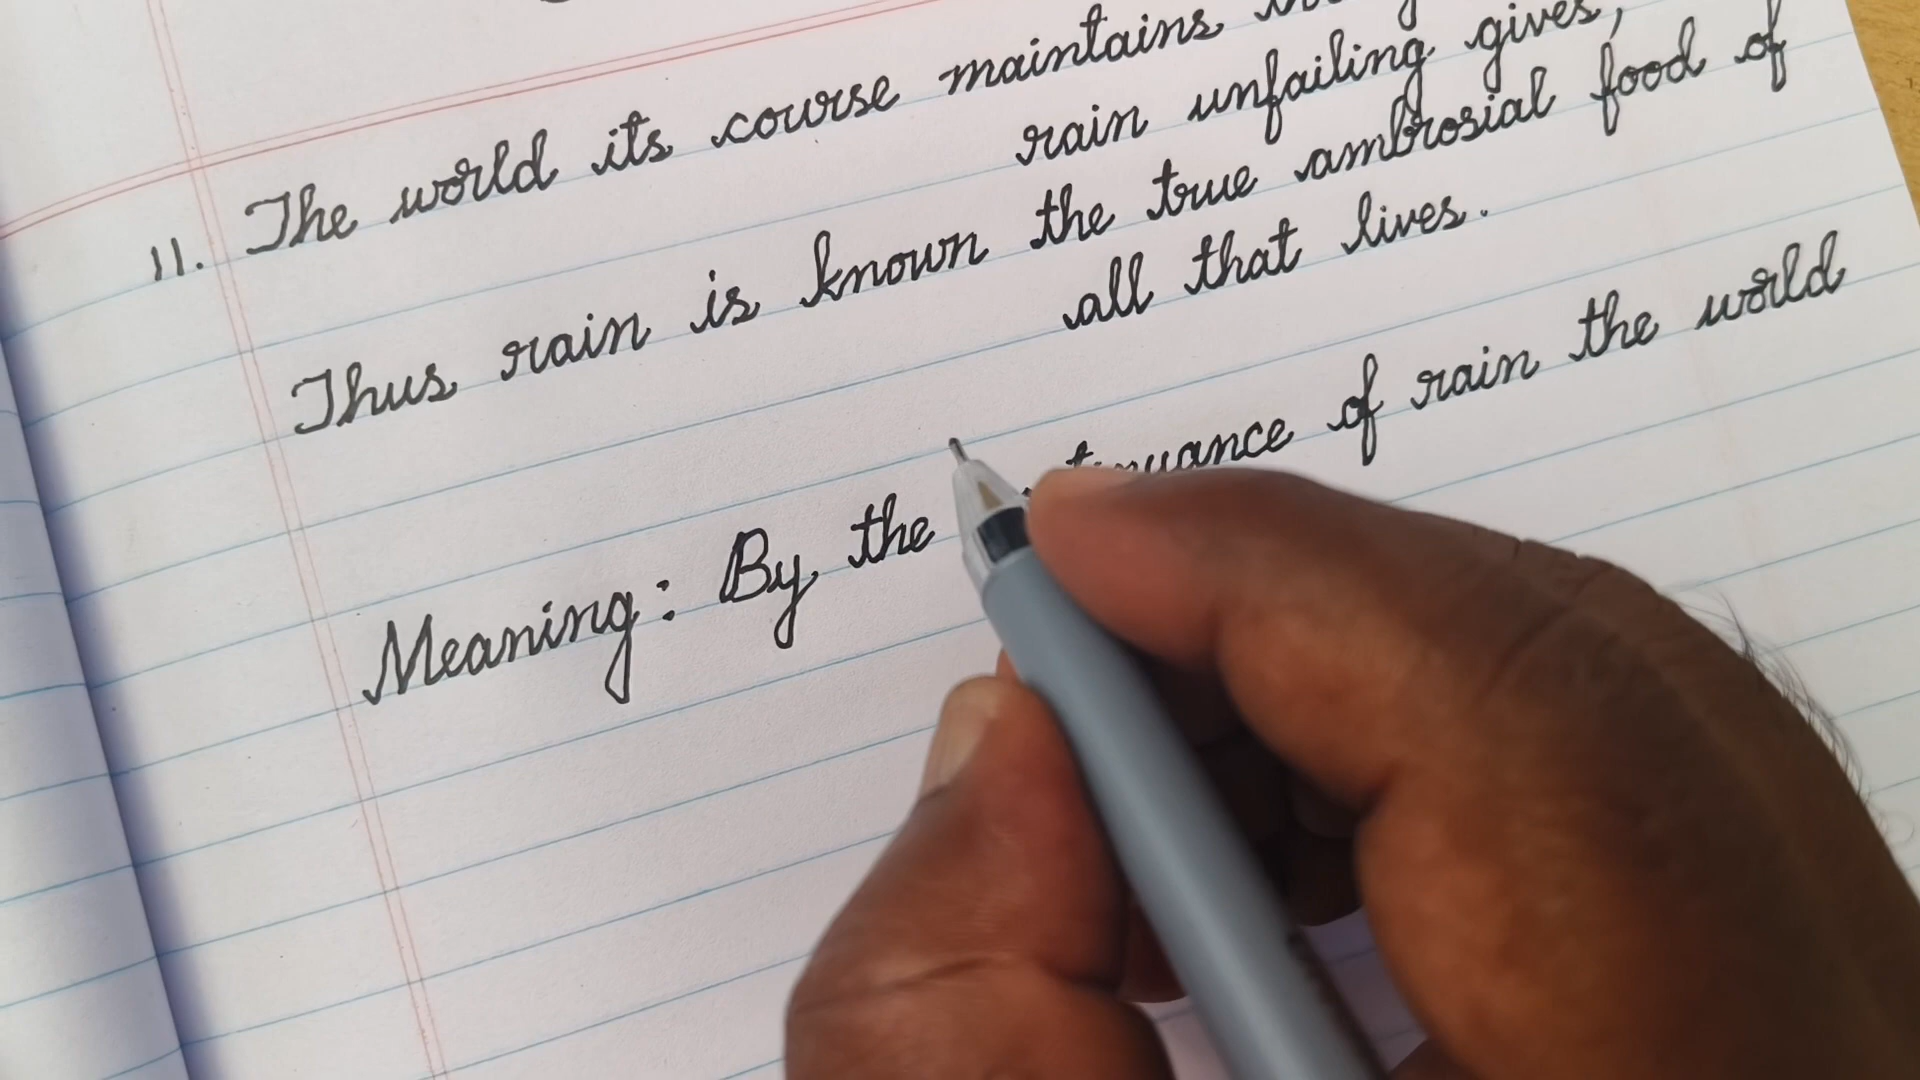 11. The world its course maintains
rain unfailing gives,
Thus rain is known the true ambrosial food of
all that lives.
Meaning: By the of rain the world